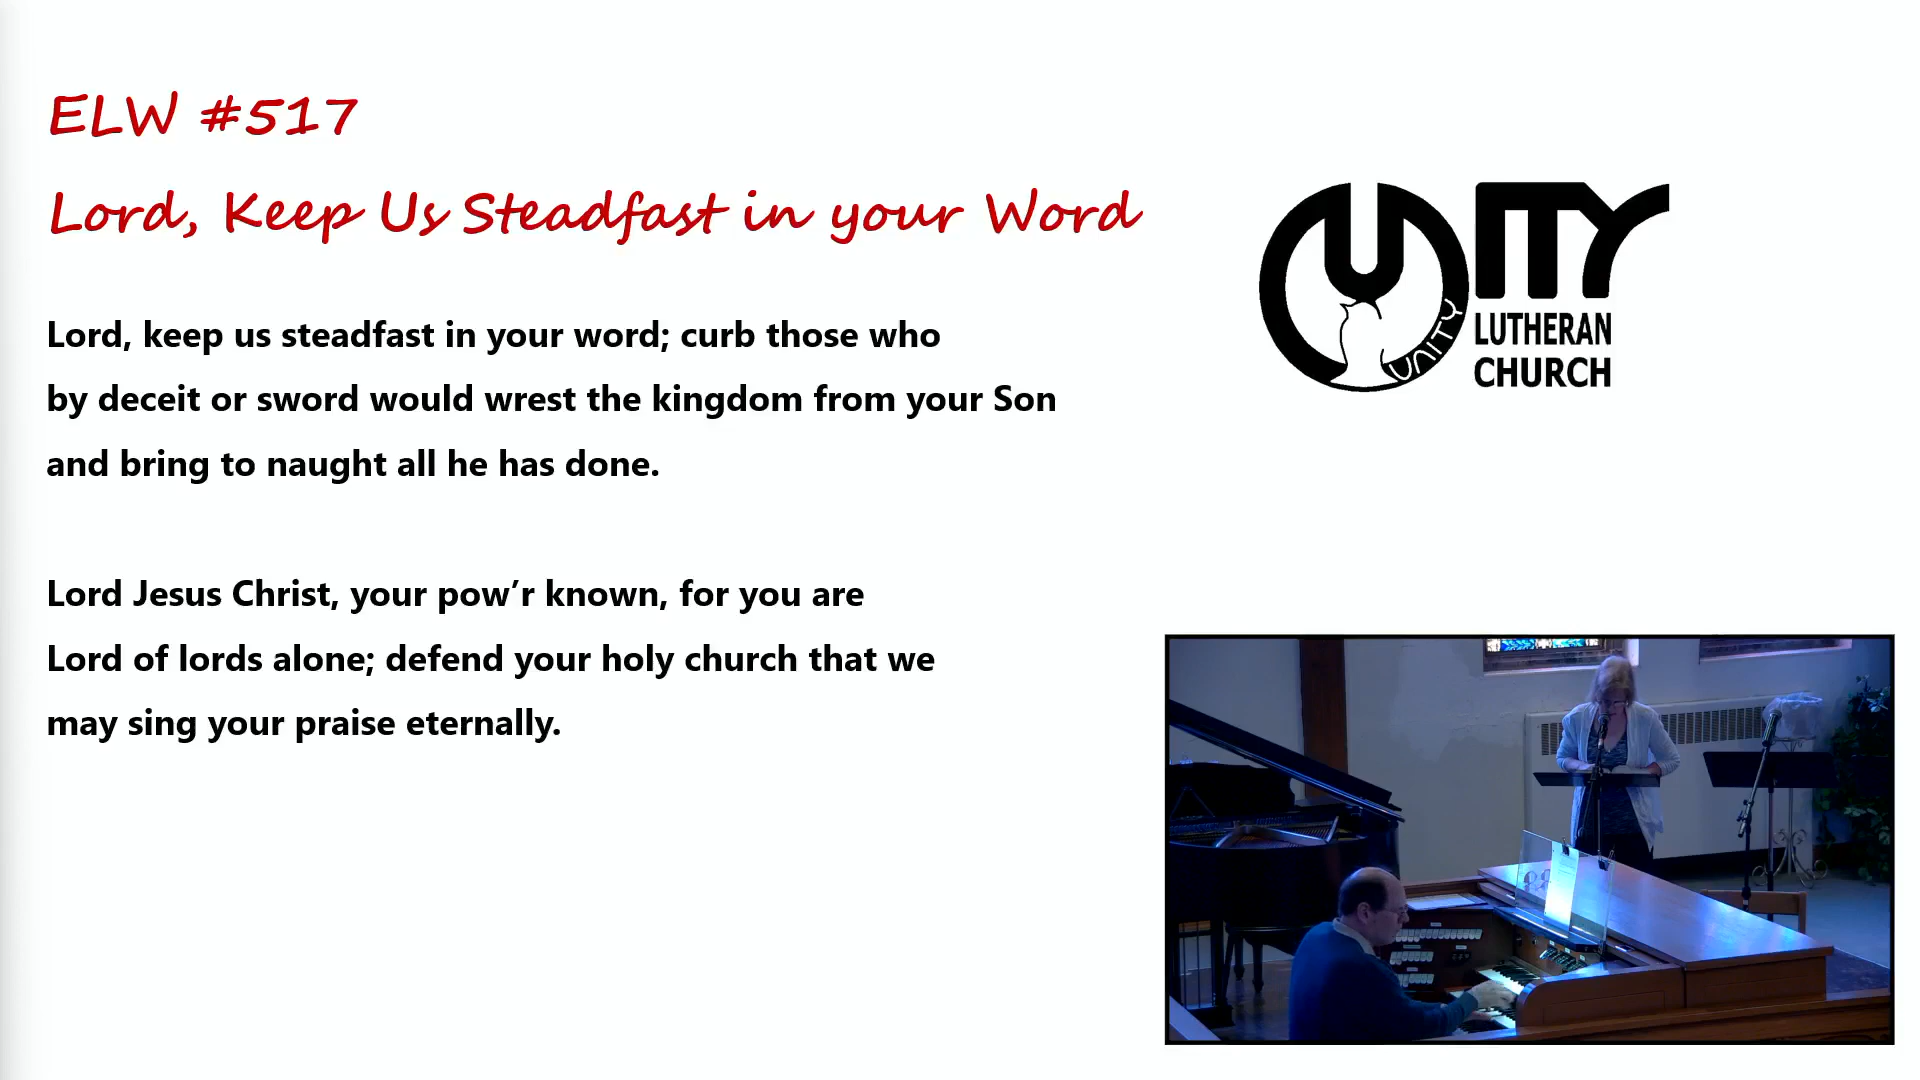 ELW #517
Lord, Keep Us Steadfast in your Word
Lord, keep us steadfast in your word; curb those who
by deceit or sword would wrest the kingdom from your Son
and bring to naught all he has done.
Lord Jesus Christ, your pow’r known, for you are
Lord of lords alone; defend your holy church that we
may sing your praise eternally.
UNITY
UNITY
LUTHERAN
CHURCH